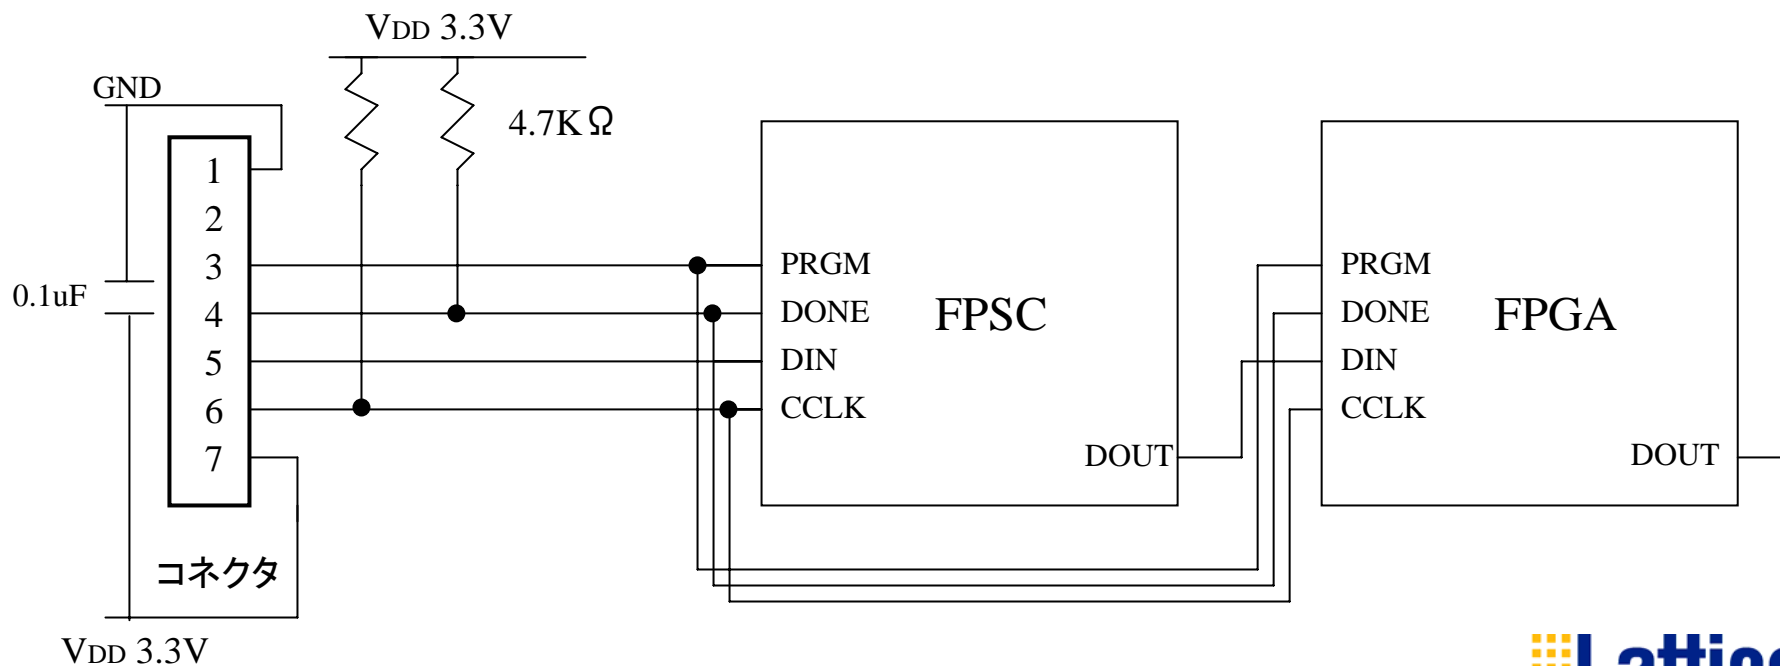 VDD 3.3V
GND
4.7KΩ
0.1uF
1
2
3
4
5
6
7
コネクタ
VDD 3.3V
PRGM
DONE
DIN
CCLK
FPSC
DOUT
PRGM
DONE
DIN
CCLK
FPGA
DOUT
Lattice